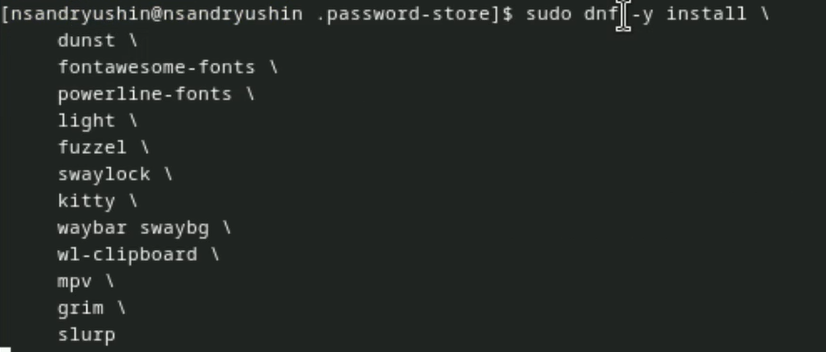 [nsandryushin@nsandryushin .password-store]$ sudo dnf -y install \
dunst \
fontawesome-fonts \
powerline-fonts \
light \
fuzzel \
swaylock \
kitty \
waybar swaybg \
wl-clipboard \
mpv \
grim \
slurp